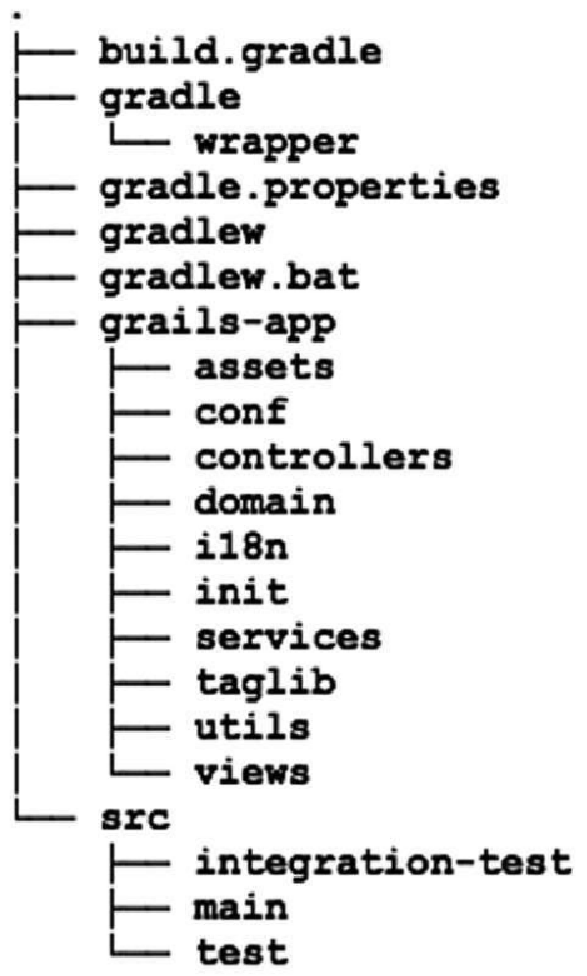 .
├── build.gradle
├── gradle
│   └── wrapper
├── gradle.properties
├── gradlew
├── gradlew.bat
├── grails-app
│   ├── assets
│   ├── conf
│   ├── controllers
│   ├── domain
│   ├── i18n
│   ├── init
│   ├── services
│   ├── taglib
│   ├── utils
│   └── views
└── src
    ├── integration-test
    ├── main
    └── test